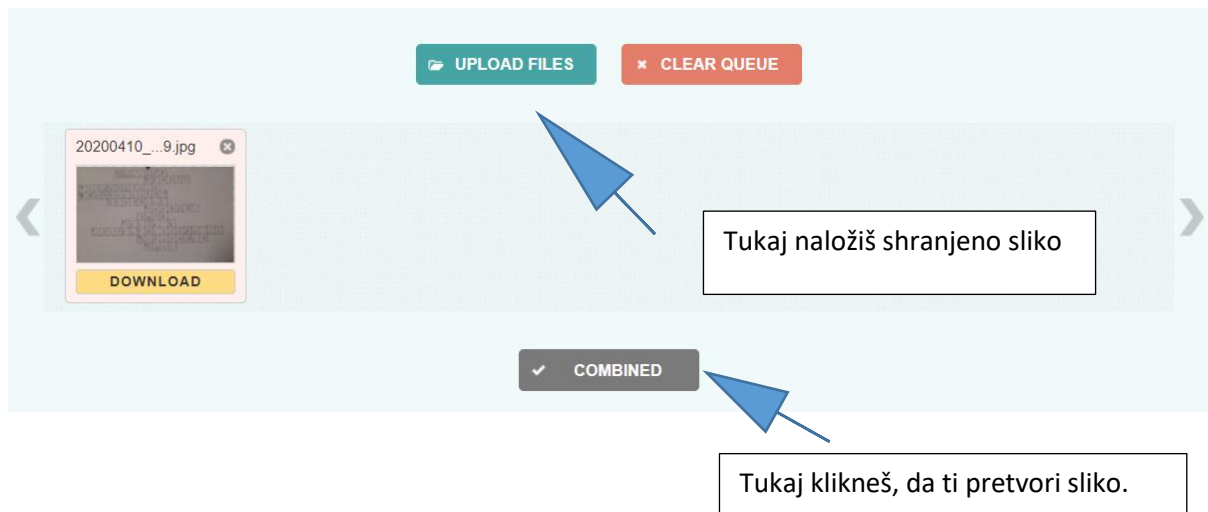 UPLOAD FILES
CLEAR QUEUE
20200410_...9.jpg
DOWNLOAD
Tukaj naložiš shranjeno sliko
COMBINED
Tukaj klikneš, da ti pretvori sliko.